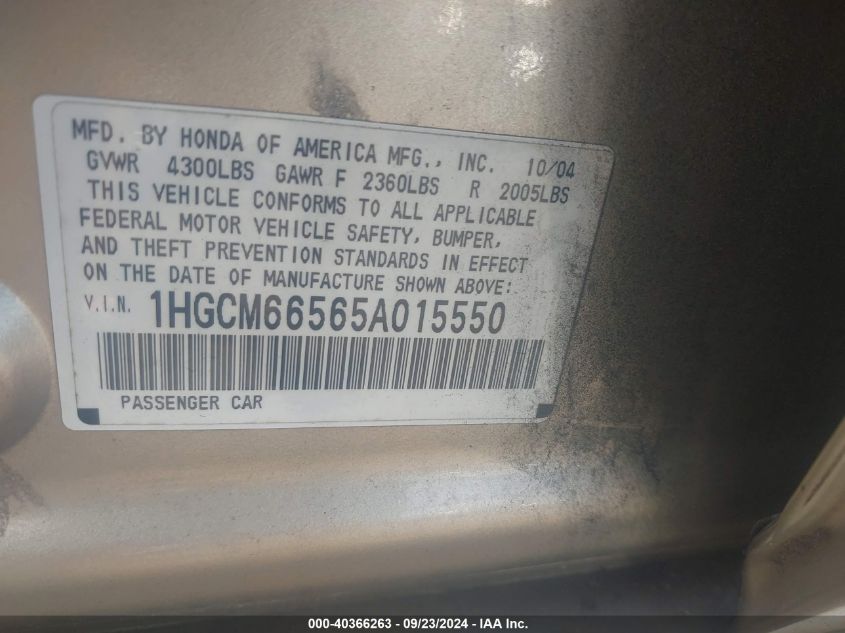 MFD. BY HONDA OF AMERICA MFG., INC. 10/04
GVWR 4300LBS GAWR F 2360LBS R 2005LBS
THIS VEHICLE CONFORMS TO ALL APPLICABLE
FEDERAL MOTOR VEHICLE SAFETY, BUMPER,
AND THEFT PREVENTION STANDARDS IN EFFECT
ON THE DATE OF MANUFACTURE SHOWN ABOVE:
V.I.N. 1HGCM66565A015550
PASSENGER CAR
000-40366263 - 09/23/2024 - IAA Inc.